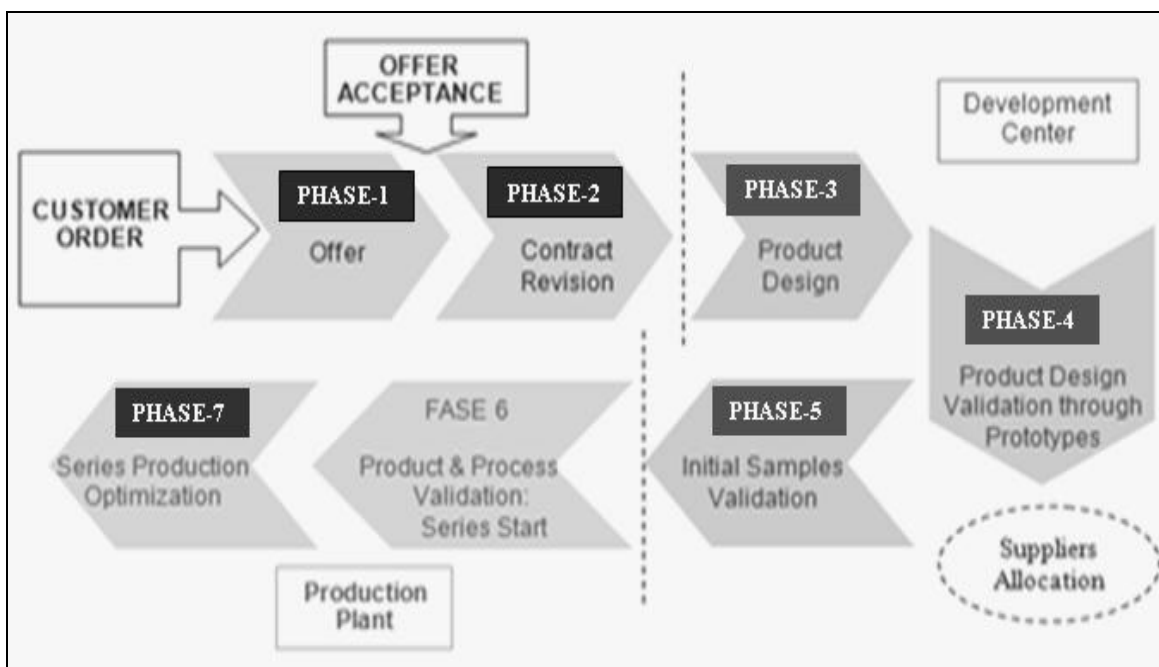 OFFER
ACCEPTANCE
Development
Center
CUSTOMER
ORDER
PHASE-1
Offer
PHASE-2
Contract
Revision
PHASE-3
Product
Design
PHASE-4
Product Design
Validation through
Prototypes
Suppliers
Allocation
PHASE-5
Initial Samples
Validation
FASE 6
Product & Process
Validation:
Series Start
PHASE-7
Series Production
Optimization
Production
Plant